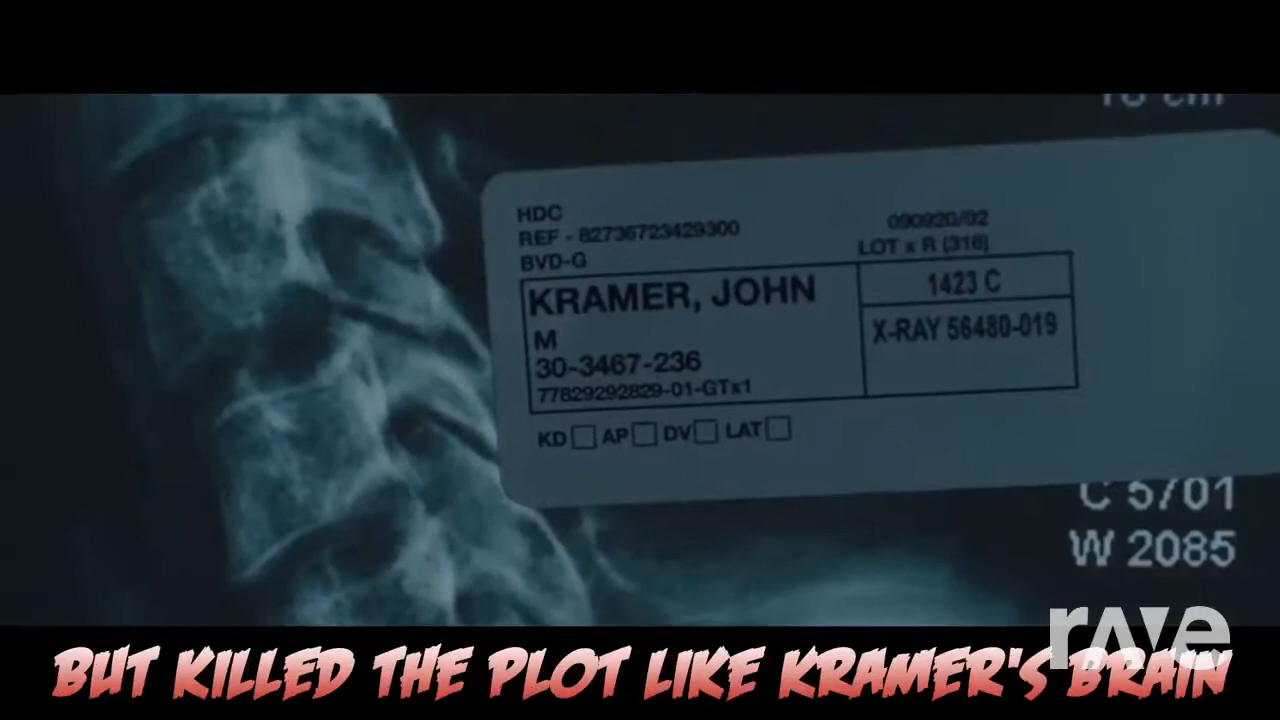 HDC
REF - 82736723429300
BVD-G
090920/02
LOT x R (316)
KRAMER, JOHN
M
30-3467-236
77829292829-01-GTx1
1423 C
X-RAY 56480-019
KD AP DV LAT
C 5701
W 2085
rave
BUT KILLED THE PLOT LIKE KRAMER'S BRAIN